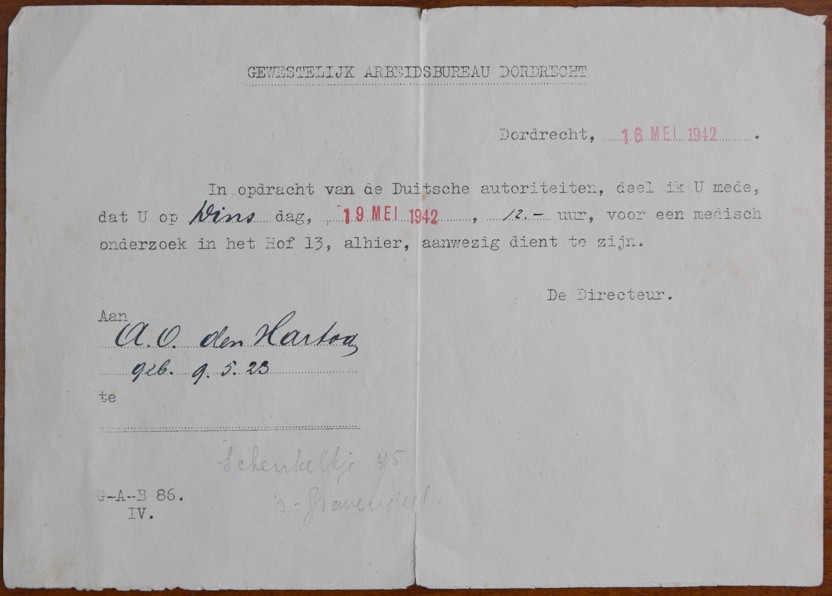 GEWESTELIJK ARBEIDSBUREAU DORDRECHT
Dordrecht, 18 MEI 1942.
In opdracht van de Duitsche autoriteiten, deel ik U mede,
dat U op Dins dag, 19 MEI 1942, 12.- uur, voor een medisch
onderzoek in het Hof 13, alhier, aanwezig dient te zijn.
De Directeur.
Aan
A.O. den Hartog
geb. 9.5.23
te
Schenkeltje 45
's-Gravendeel.
G-A-B 86.
IV.